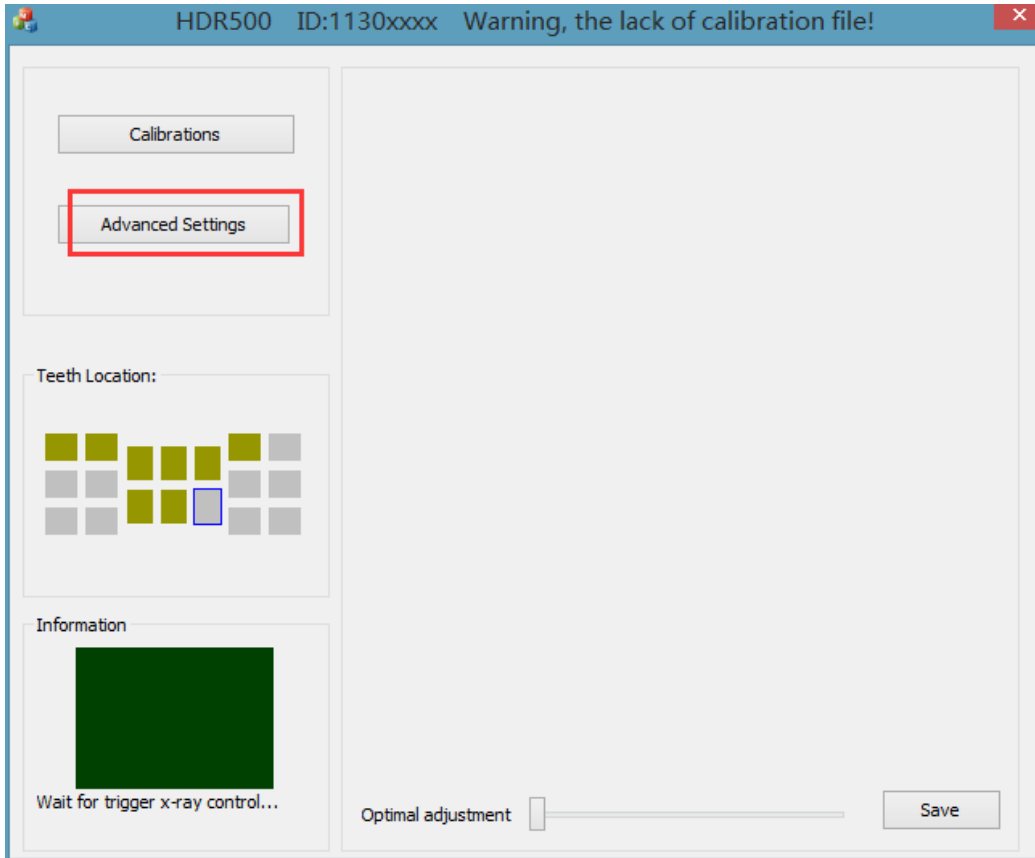 HDR500 ID:1130xxxx Warning, the lack of calibration file!
Calibrations
Advanced Settings
Teeth Location:
Information
Wait for trigger x-ray control...
Optimal adjustment
Save